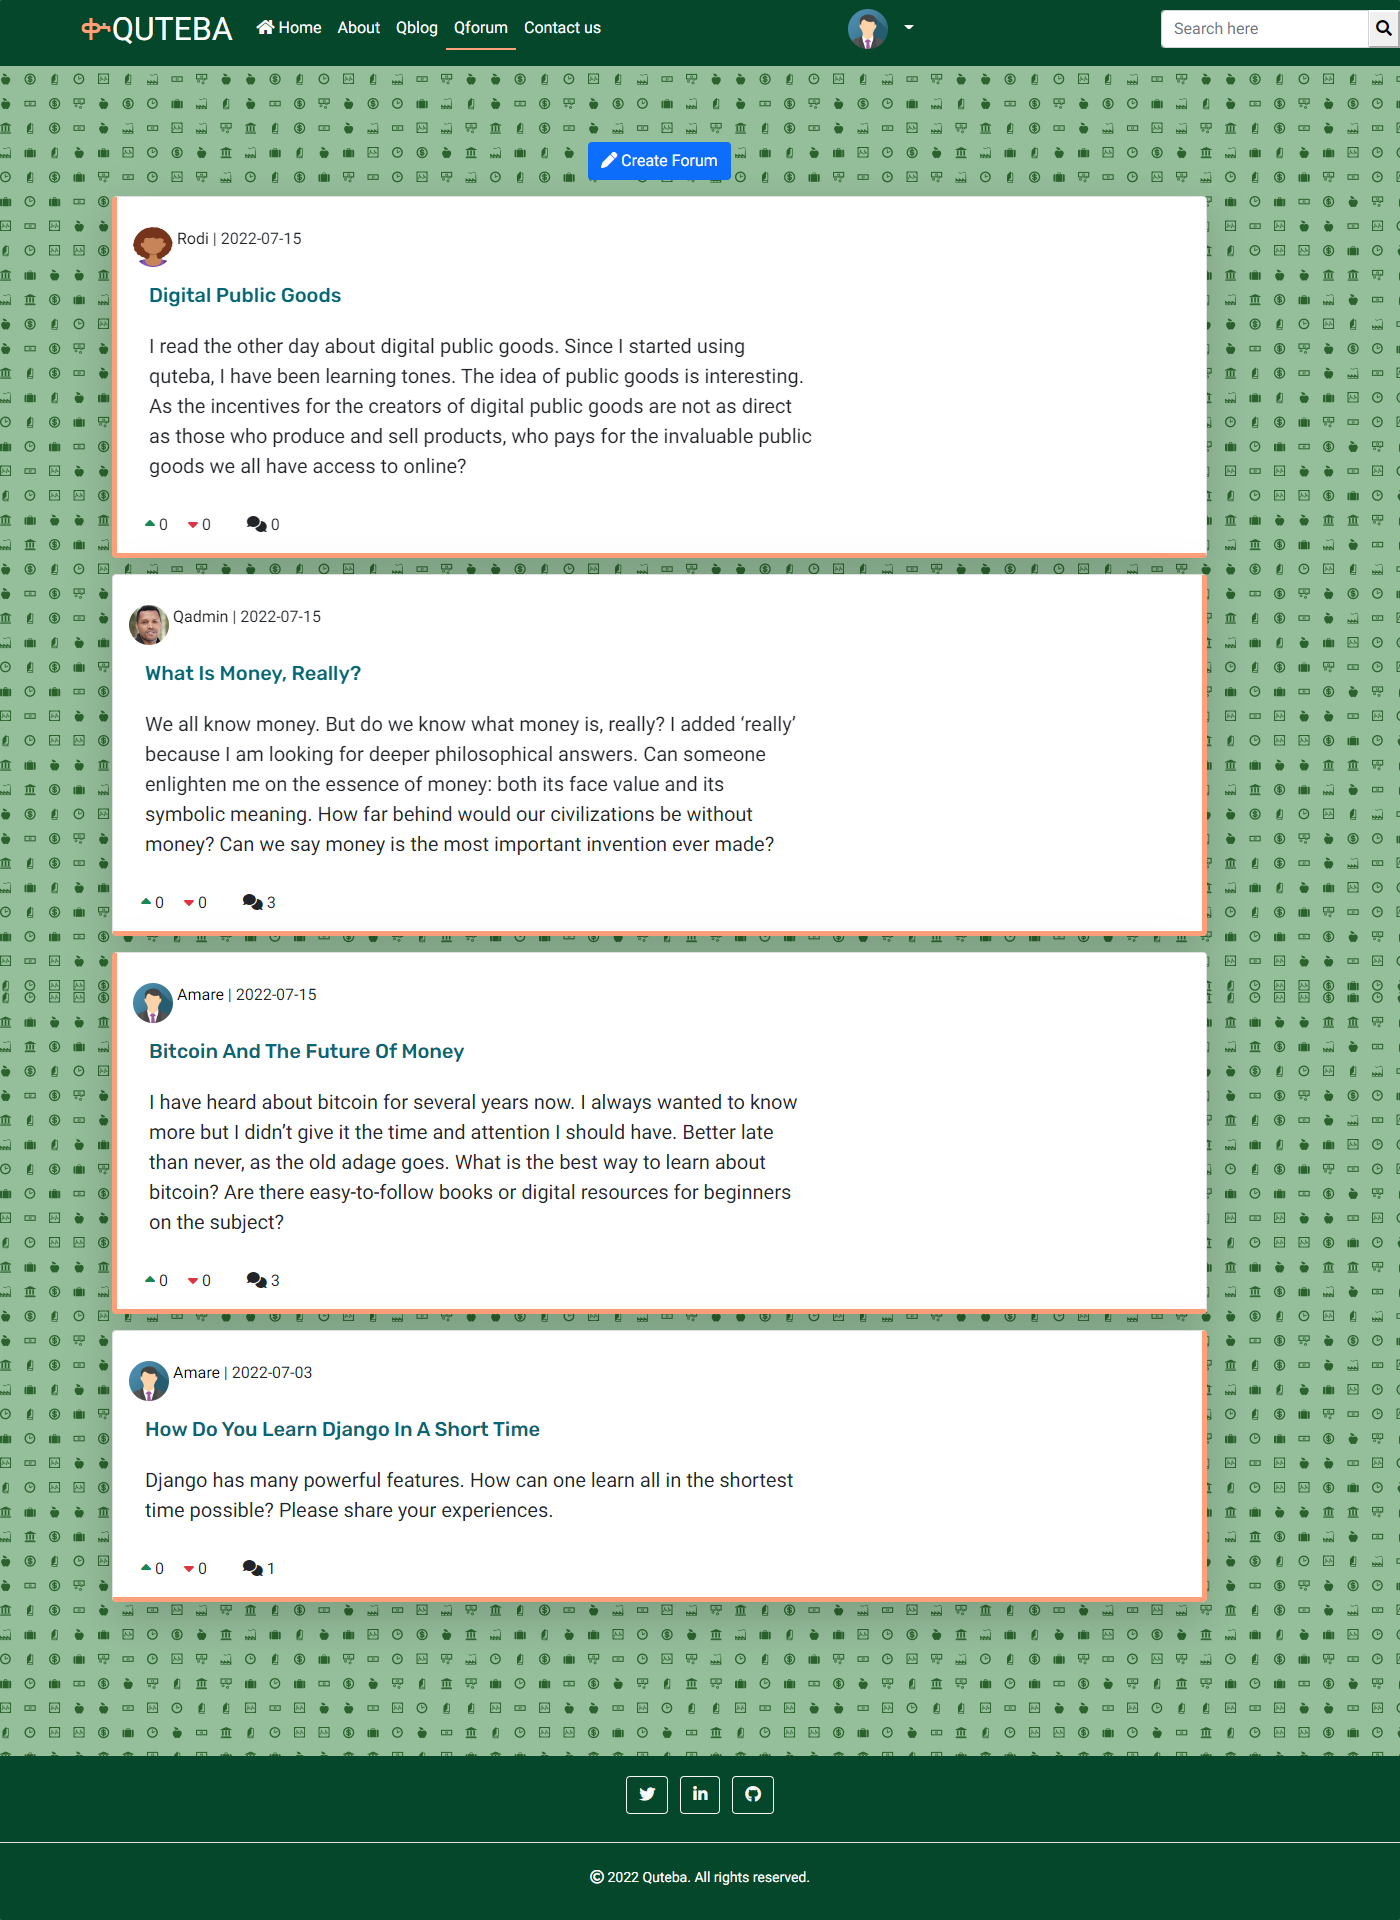 ቀ-QUTEBA
Home
About
Qblog
Qforum
Contact us
Search here
Create Forum
Rodi | 2022-07-15
Digital Public Goods
I read the other day about digital public goods. Since I started using
quteba, I have been learning tones. The idea of public goods is interesting.
As the incentives for the creators of digital public goods are not as direct
as those who produce and sell products, who pays for the invaluable public
goods we all have access to online?
0 0 0
Qadmin | 2022-07-15
What Is Money, Really?
We all know money. But do we know what money is, really? I added ‘really’
because I am looking for deeper philosophical answers. Can someone
enlighten me on the essence of money: both its face value and its
symbolic meaning. How far behind would our civilizations be without
money? Can we say money is the most important invention ever made?
0 0 3
Amare | 2022-07-15
Bitcoin And The Future Of Money
I have heard about bitcoin for several years now. I always wanted to know
more but I didn’t give it the time and attention I should have. Better late
than never, as the old adage goes. What is the best way to learn about
bitcoin? Are there easy-to-follow books or digital resources for beginners
on the subject?
0 0 3
Amare | 2022-07-03
How Do You Learn Django In A Short Time
Django has many powerful features. How can one learn all in the shortest
time possible? Please share your experiences.
0 0 1
© 2022 Quteba. All rights reserved.